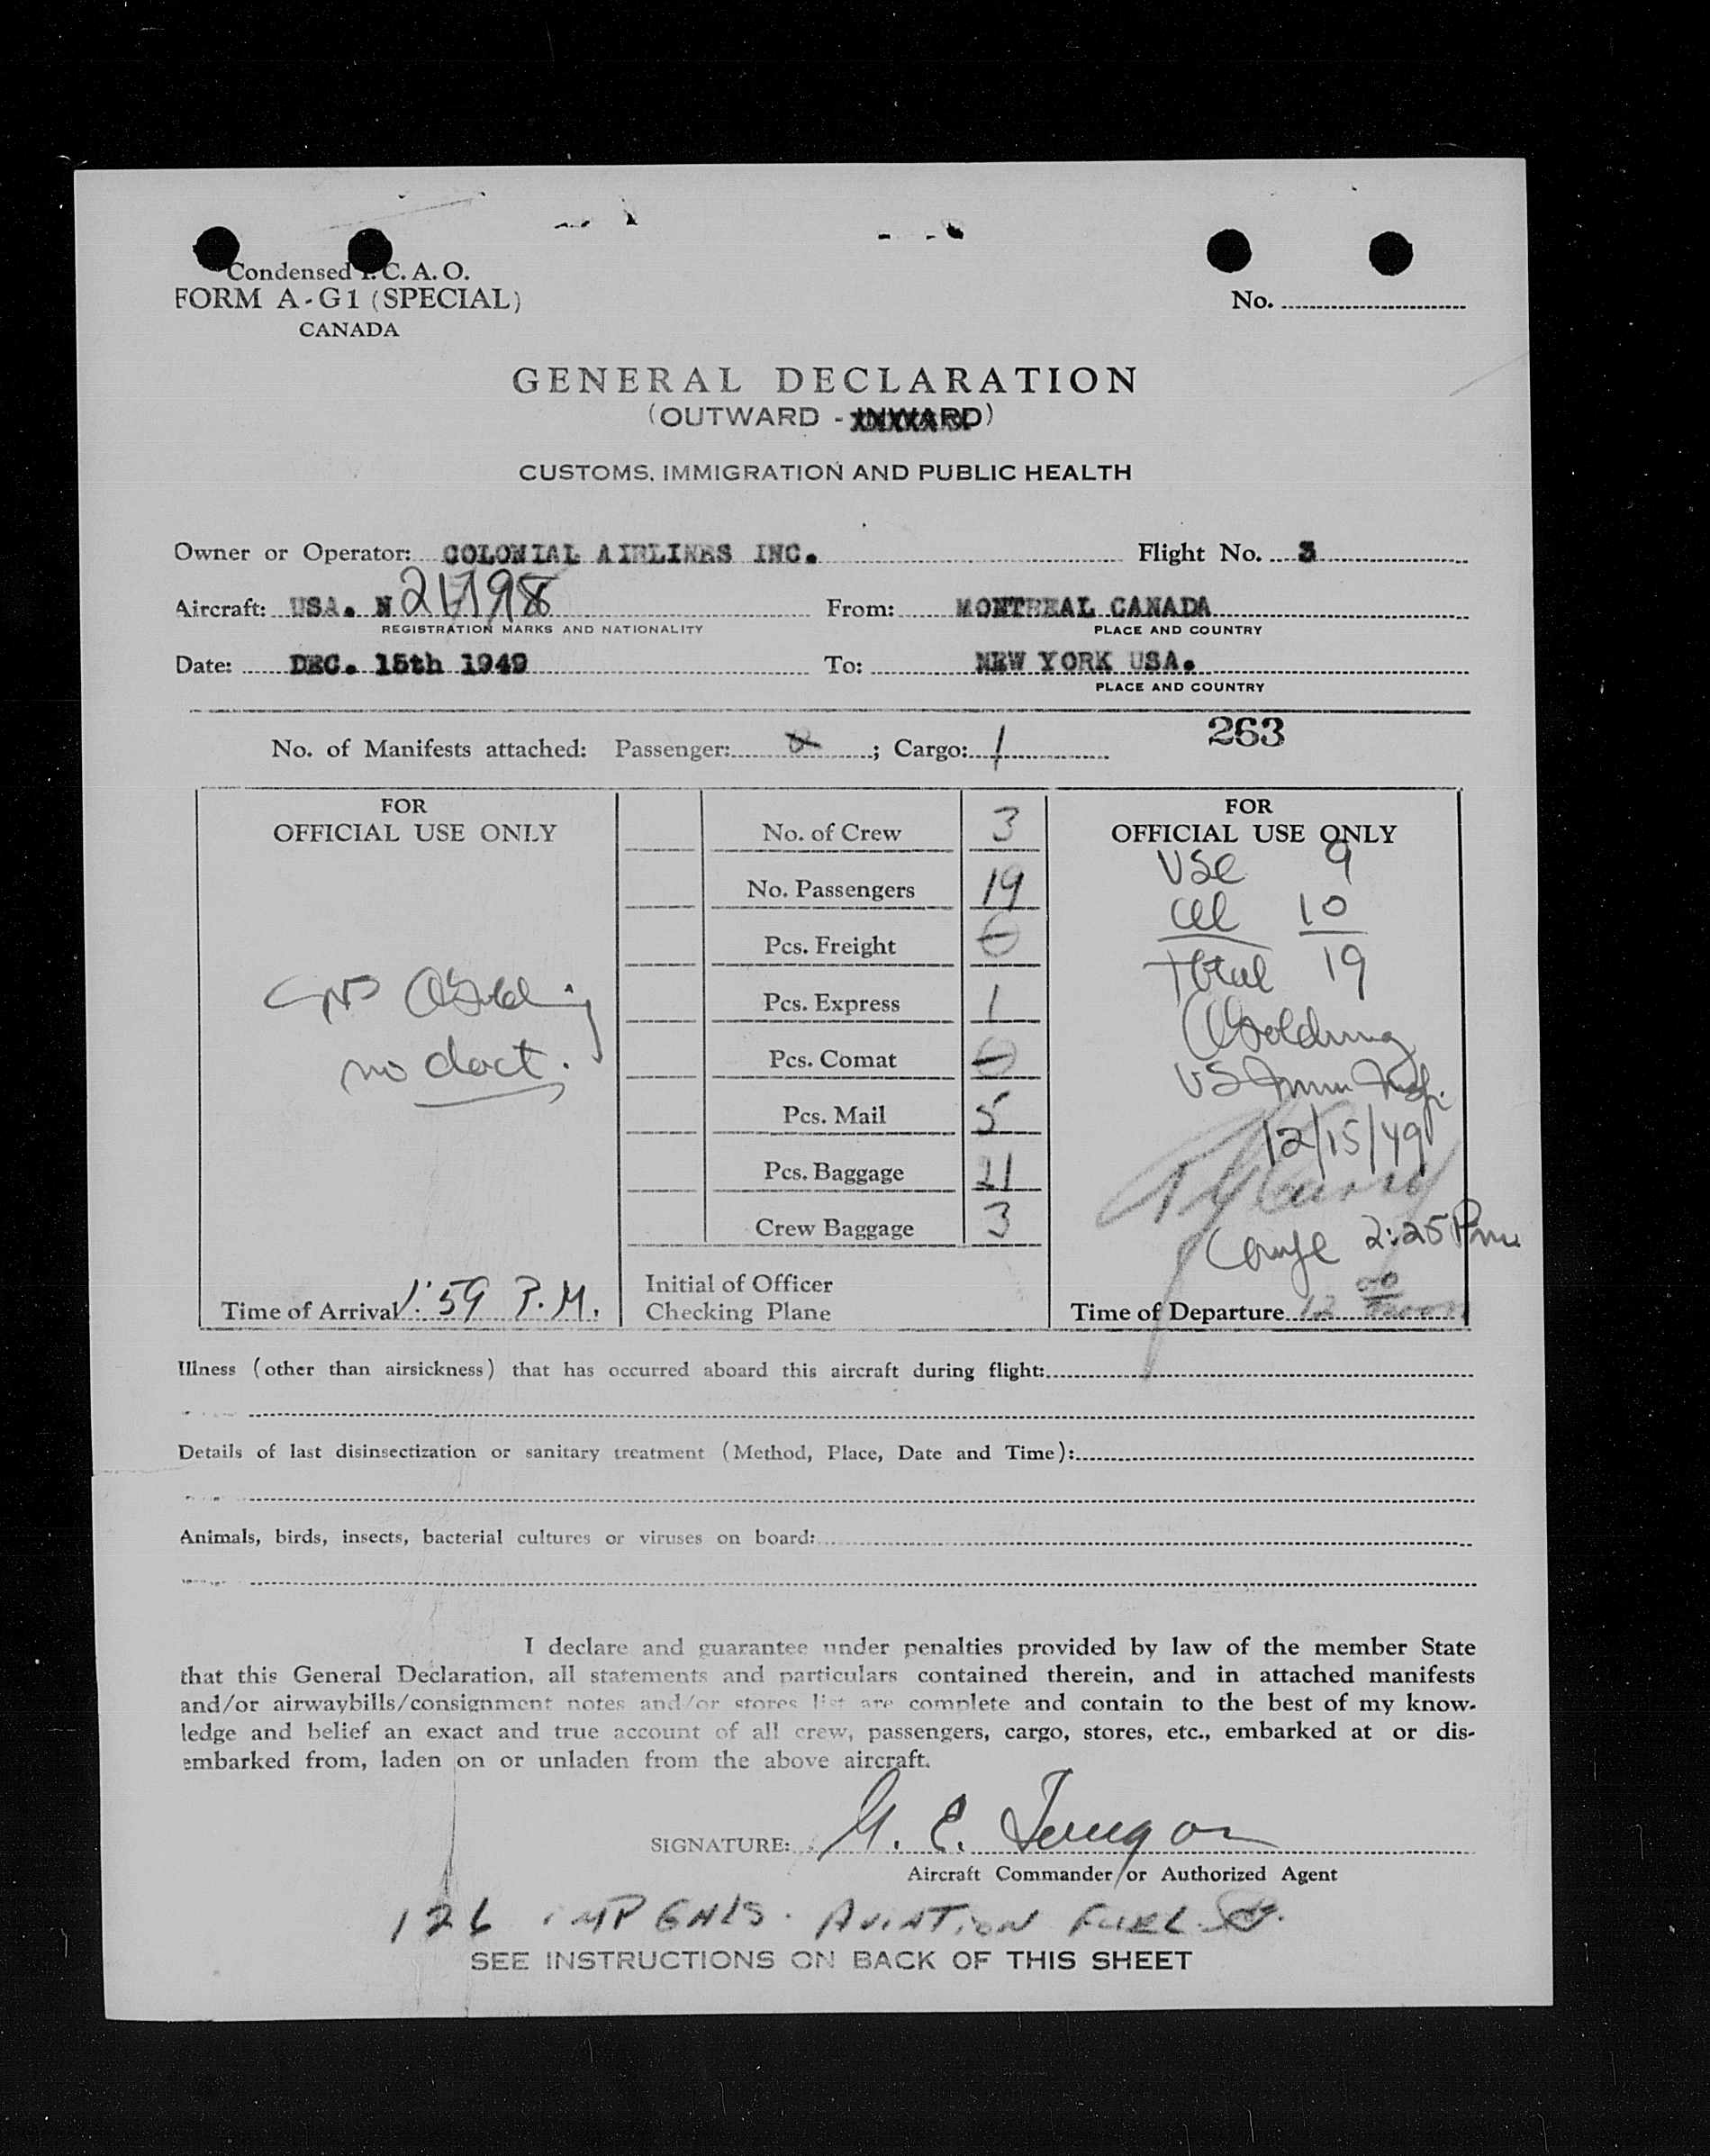 Condensed I. C. A. O.
FORM A-G1 (SPECIAL)
CANADA
No.
GENERAL DECLARATION
(OUTWARD - INWARD)
CUSTOMS, IMMIGRATION AND PUBLIC HEALTH
Owner or Operator: COLONIAL AIRLINES INC. Flight No. 3
Aircraft: USA. N 21798 From: MONTREAL CANADA
REGISTRATION MARKS AND NATIONALITY PLACE AND COUNTRY
Date: DEC. 15th 1949 To: NEW YORK USA.
PLACE AND COUNTRY
263
No. of Manifests attached: Passenger: ; Cargo: 1
FOR
OFFICIAL USE ONLY
no doct.
Time of Arrival 1:59 P.M.
No. of Crew 3
No. Passengers 19
Pcs. Freight 0
Pcs. Express 1
Pcs. Comat 0
Pcs. Mail 5
Pcs. Baggage 21
Crew Baggage 3
Initial of Officer
Checking Plane
FOR
OFFICIAL USE ONLY
USC 9
al 10
Total 19
Golding
US Imm Insp.
12/15/49
2:25 Pm
Time of Departure 12 00 noon
Illness (other than airsickness) that has occurred aboard this aircraft during flight:
Details of last disinsectization or sanitary treatment (Method, Place, Date and Time):
Animals, birds, insects, bacterial cultures or viruses on board:
I declare and guarantee under penalties provided by law of the member State
that this General Declaration, all statements and particulars contained therein, and in attached manifests
and/or airwaybills/consignment notes and/or stores list are complete and contain to the best of my know-
ledge and belief an exact and true account of all crew, passengers, cargo, stores, etc., embarked at or dis-
embarked from, laden on or unladen from the above aircraft.
SIGNATURE: G. E.
Aircraft Commander or Authorized Agent
126 IMP GALS. AVIATION FUEL.
SEE INSTRUCTIONS ON BACK OF THIS SHEET